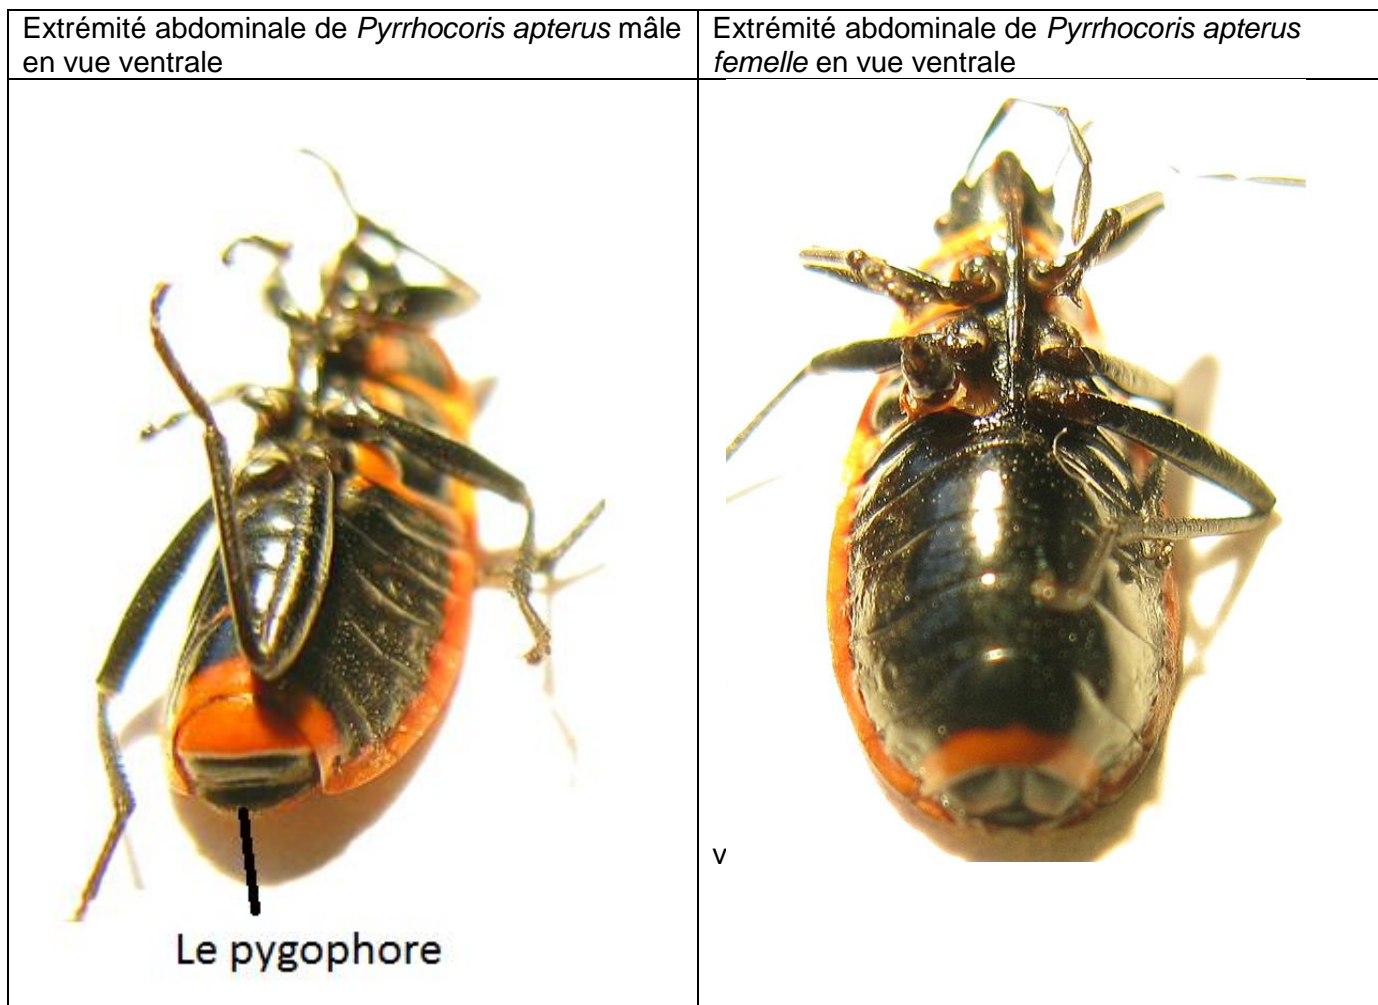 Extrémité abdominale de Pyrrhocoris apterus mâle
en vue ventrale
Extrémité abdominale de Pyrrhocoris apterus
femelle en vue ventrale
v
Le pygophore